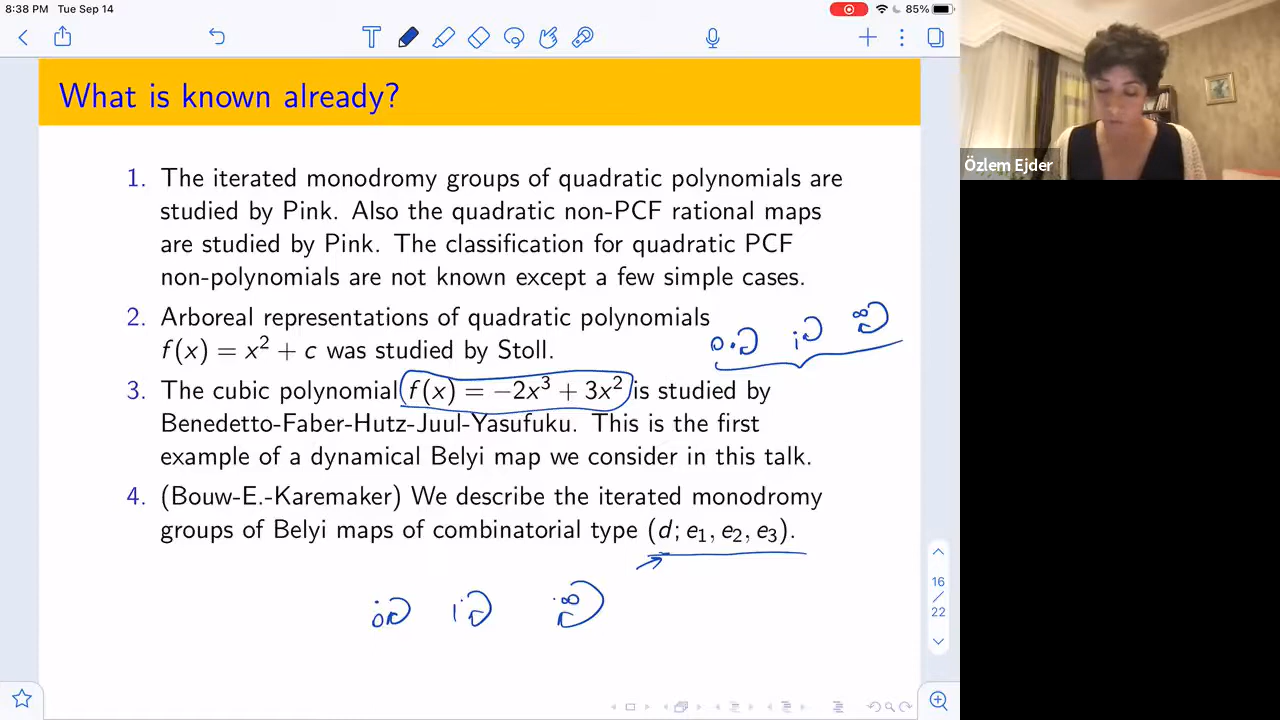 8:38 PM Tue Sep 14
85%
What is known already?
1. The iterated monodromy groups of quadratic polynomials are
studied by Pink. Also the quadratic non-PCF rational maps
are studied by Pink. The classification for quadratic PCF
non-polynomials are not known except a few simple cases.
2. Arboreal representations of quadratic polynomials
f(x) = x² + c was studied by Stoll.
0 1 ∞
3. The cubic polynomial f(x) = −2x³ + 3x² is studied by
Benedetto-Faber-Hutz-Juul-Yasufuku. This is the first
example of a dynamical Belyi map we consider in this talk.
4. (Bouw-E.-Karemaker) We describe the iterated monodromy
groups of Belyi maps of combinatorial type (d; e₁, e₂, e₃).
0 1 ∞
16
/
22
Özlem Ejder